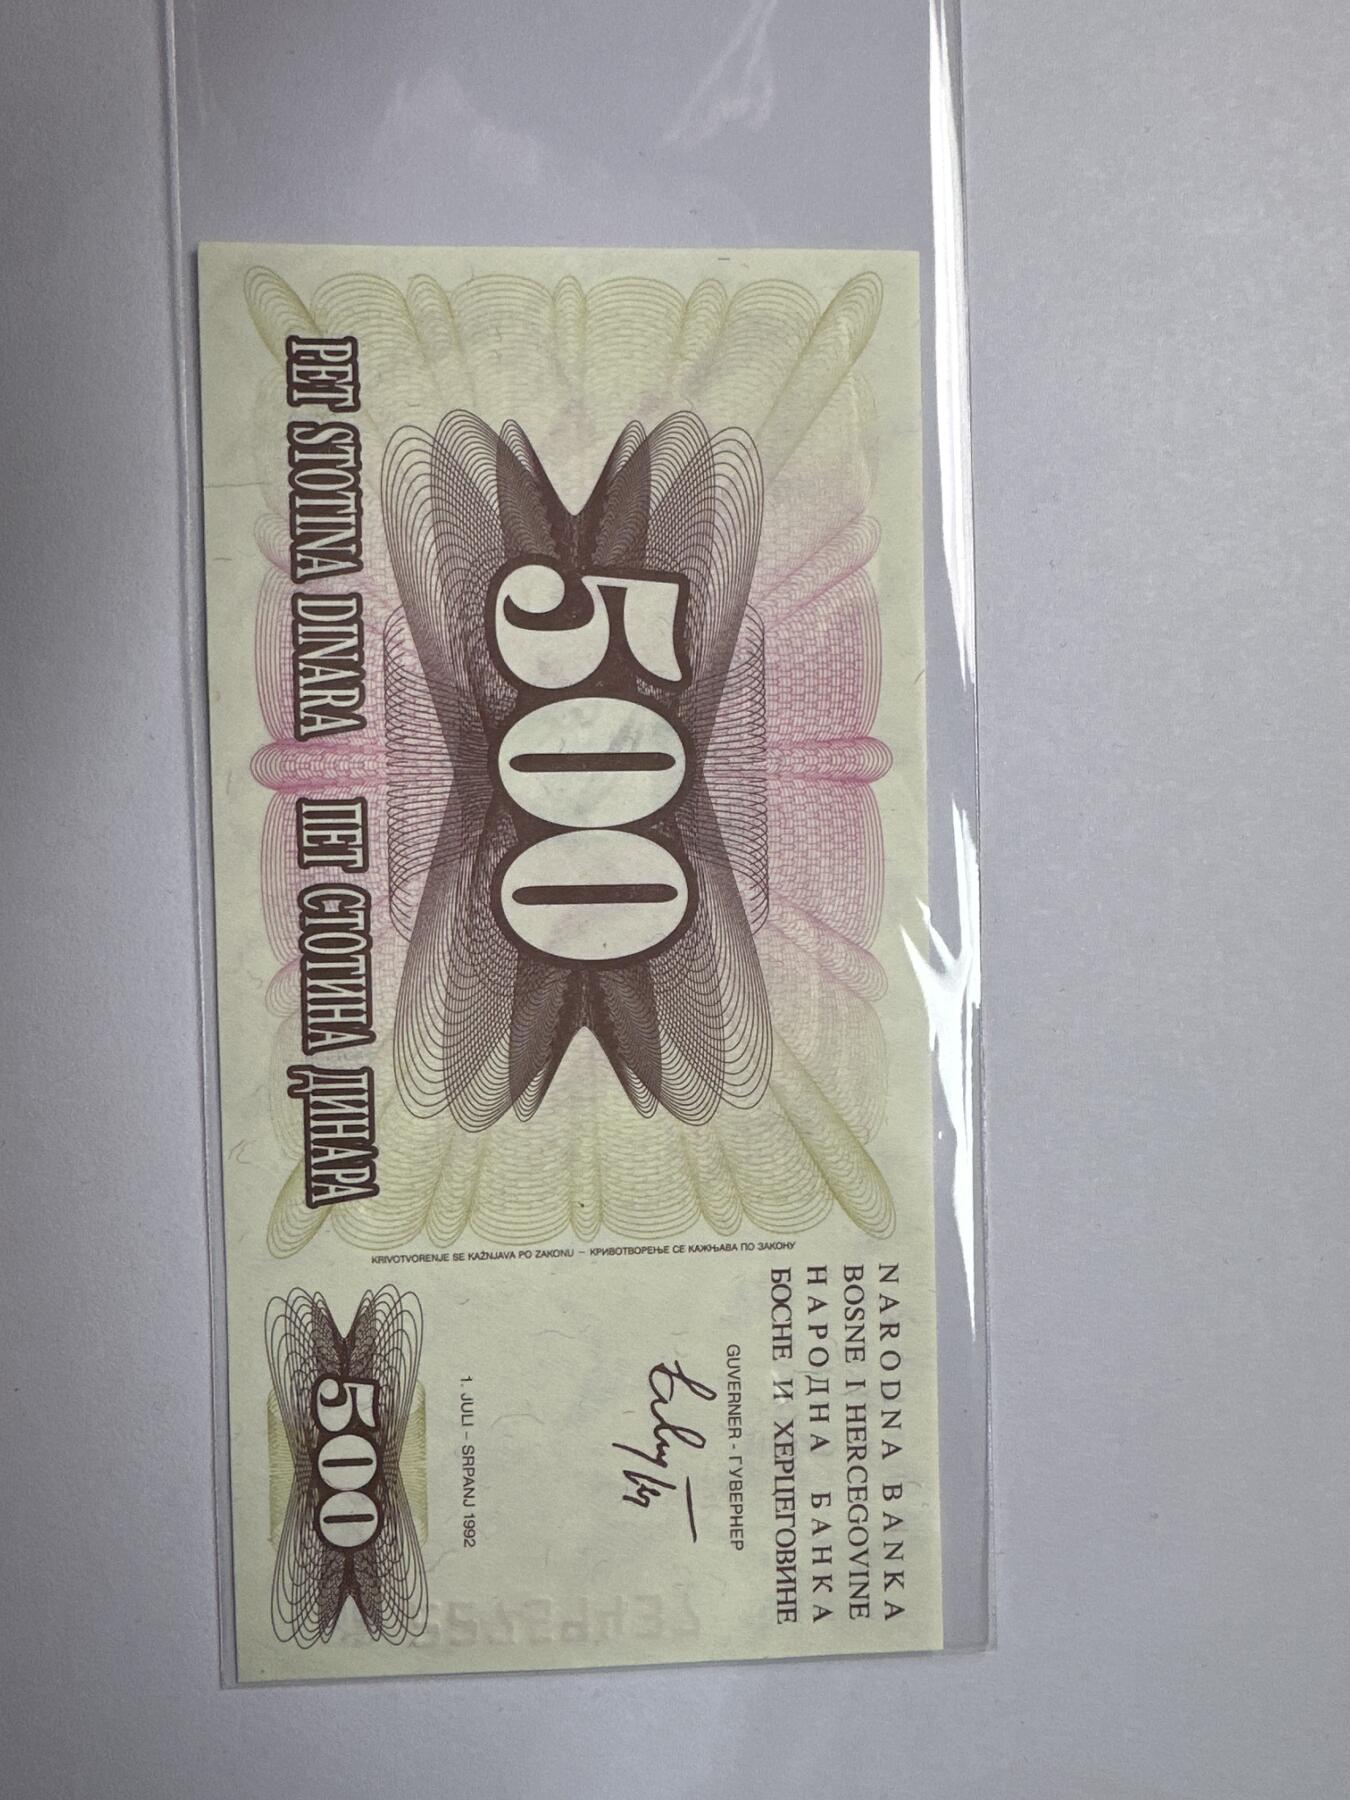 NARODNA BANKA
BOSNE I HERCEGOVINE
НАРОДНА БАНКА
БОСНЕ И ХЕРЦЕГОВИНЕ
GUVERNER - ГУВЕРНЕР
1. JULI – SRPANJ 1992
500
500
KRIVOTVORENJE SE KAŽNJAVA PO ZAKONU – КРИВОТВОРЕЊЕ СЕ КАЖЊАВА ПО ЗАКОНУ
PET STOTINA DINARA ПЕТ СТОТИНА ДИНАРА